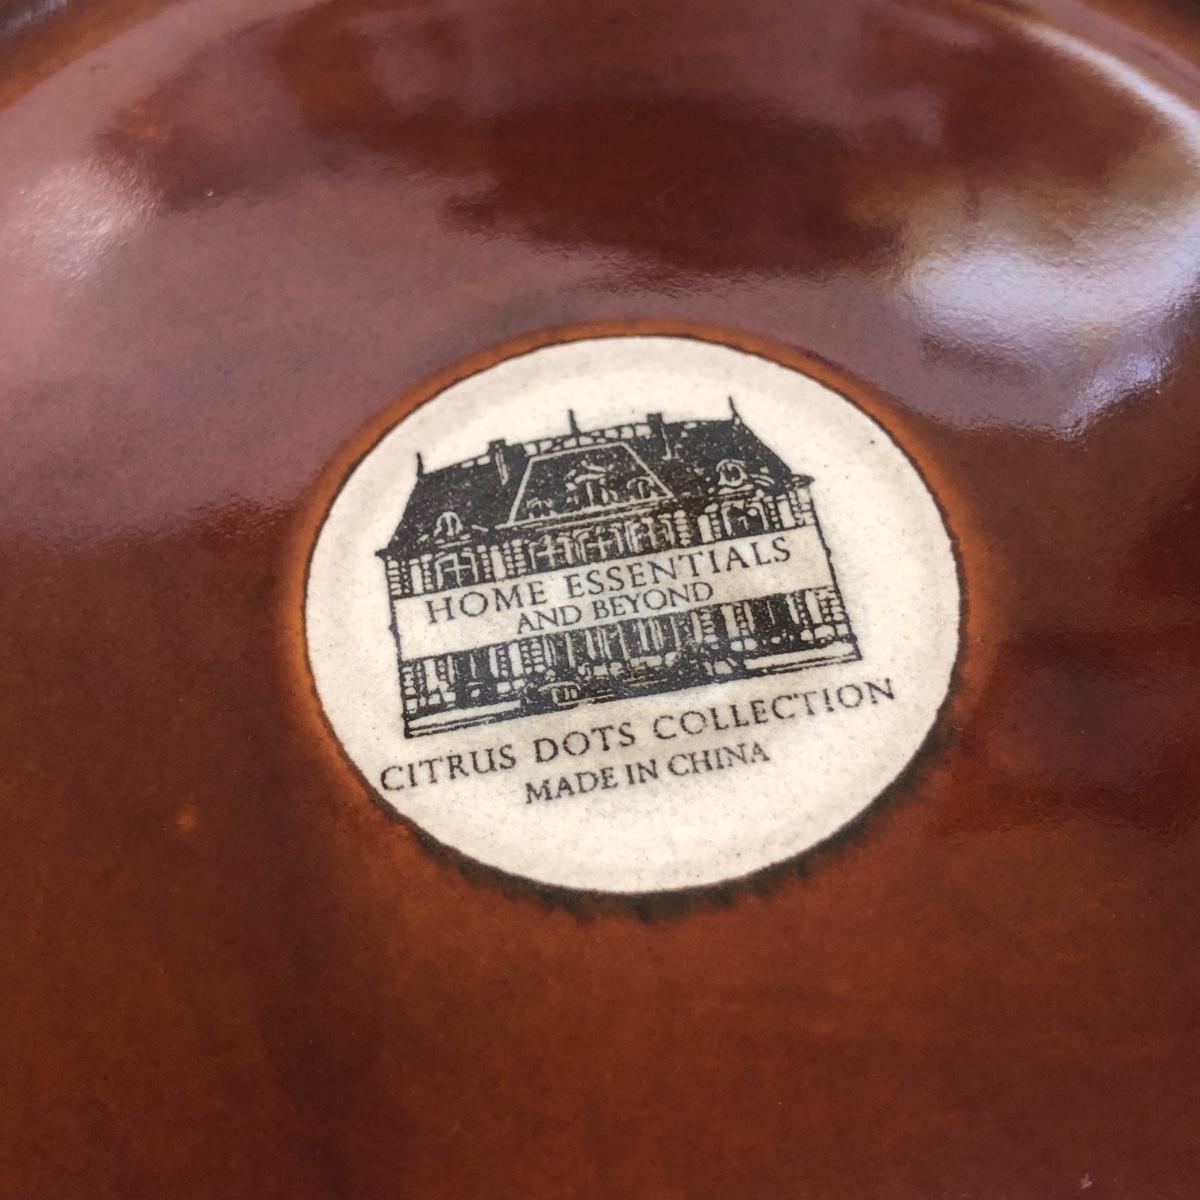 HOME ESSENTIALS
AND BEYOND
CITRUS DOTS COLLECTION
MADE IN CHINA